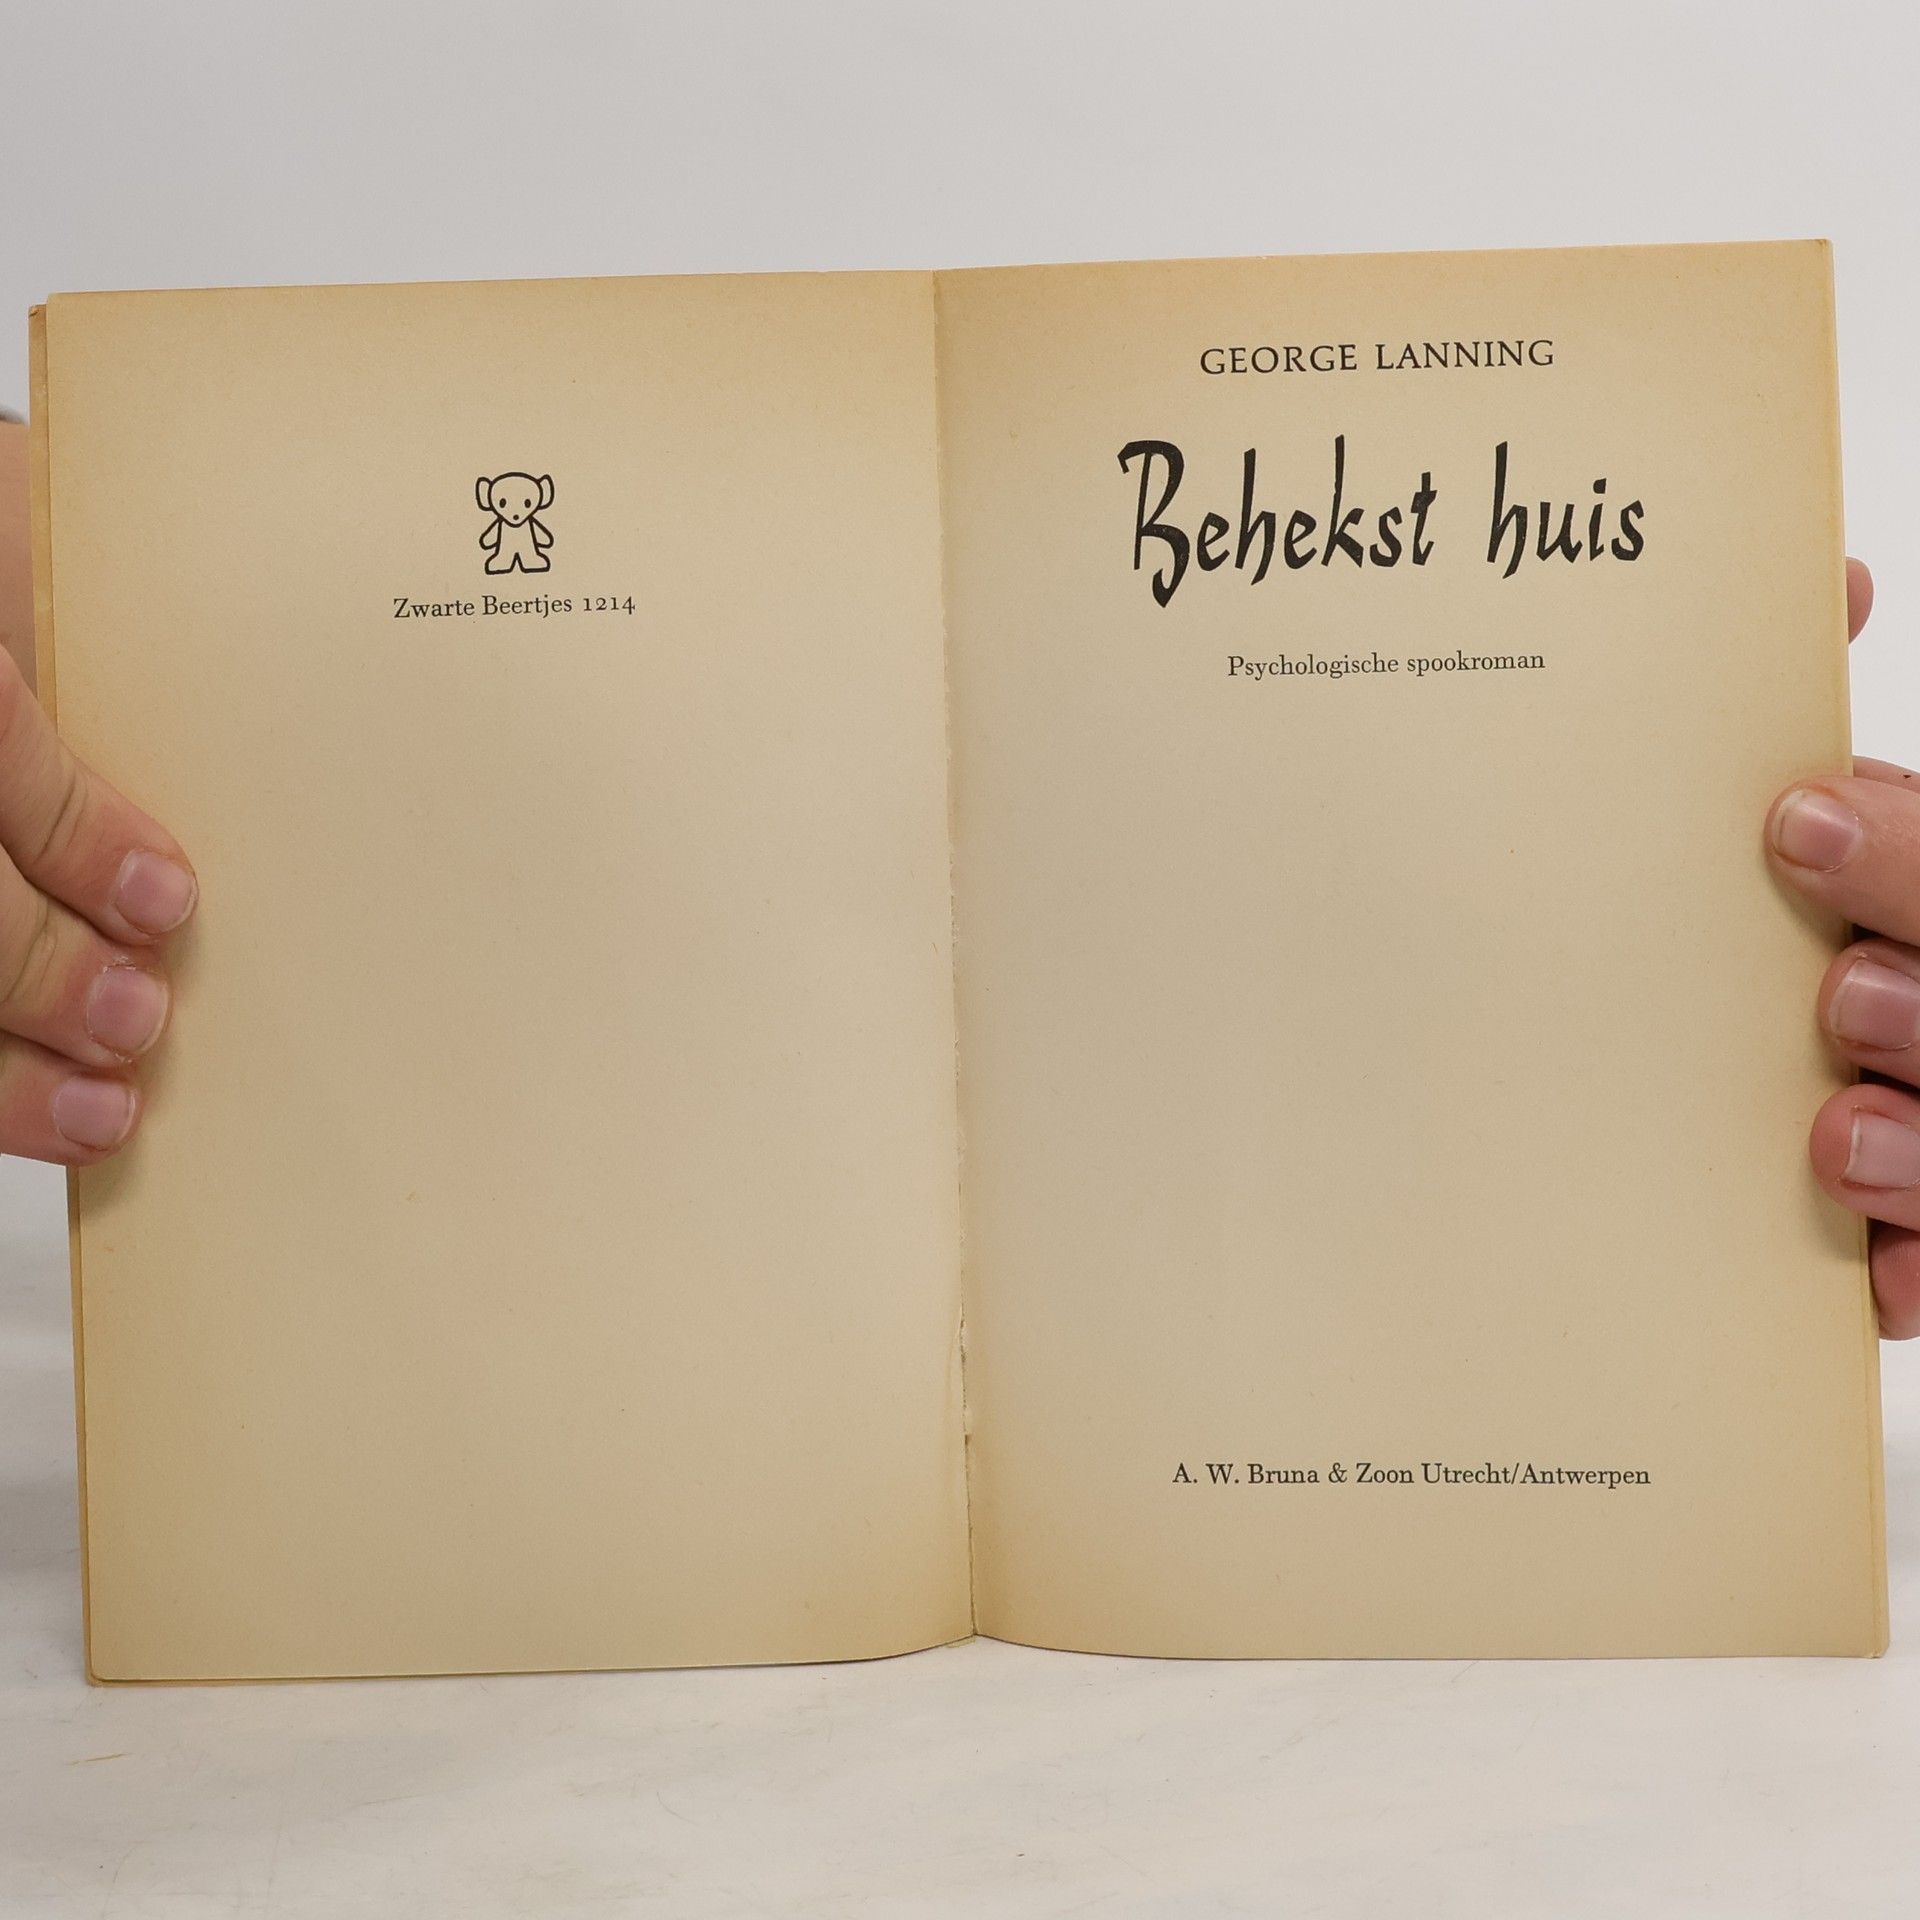 Zwarte Beertjes 1214
GEORGE LANNING
Behekst huis
Psychologische spookroman
A. W. Bruna & Zoon Utrecht/Antwerpen